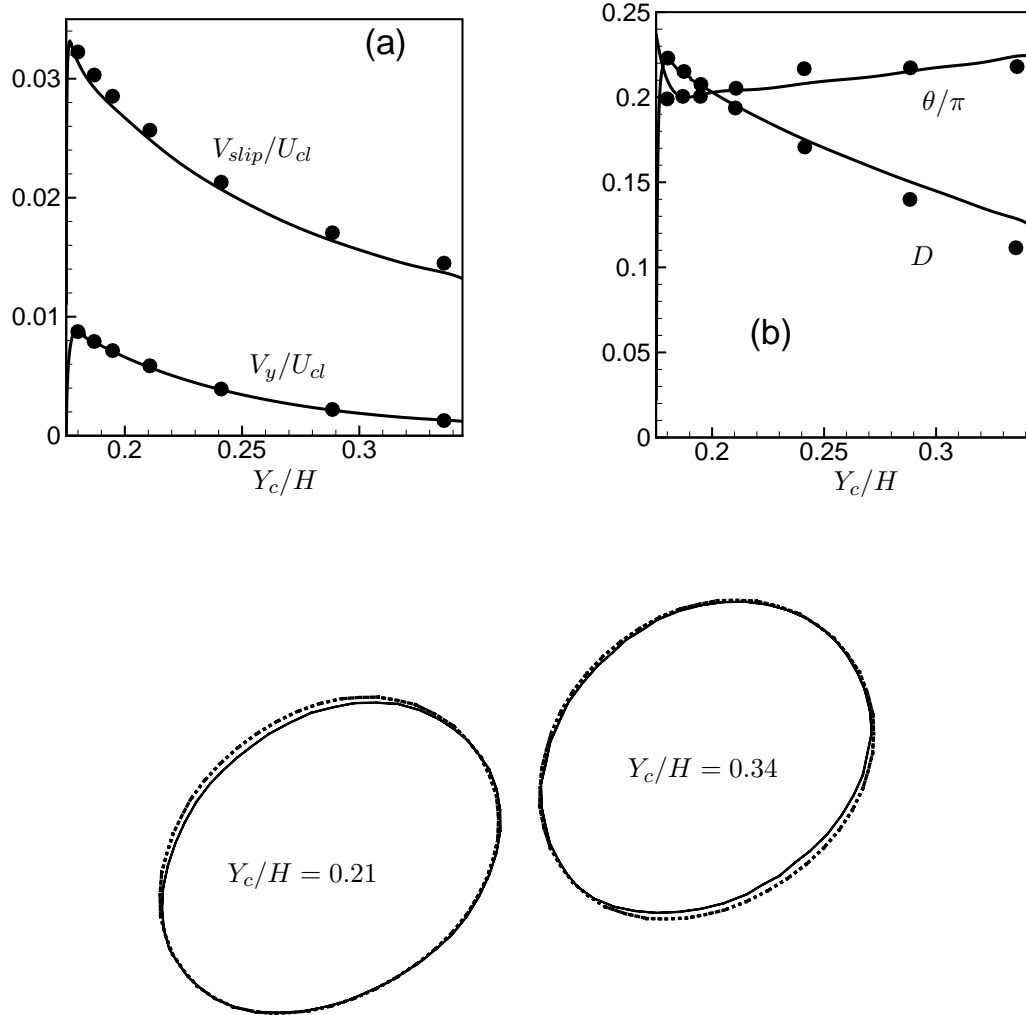 (a)
0.03
0.02
0.01
0
V_{slip}/U_{cl}
V_y/U_{cl}
0.2
0.25
0.3
Y_c/H
0.25
0.2
0.15
0.1
0.05
0
θ/π
D
(b)
0.2
0.25
0.3
Y_c/H
Y_c/H = 0.34
Y_c/H = 0.21